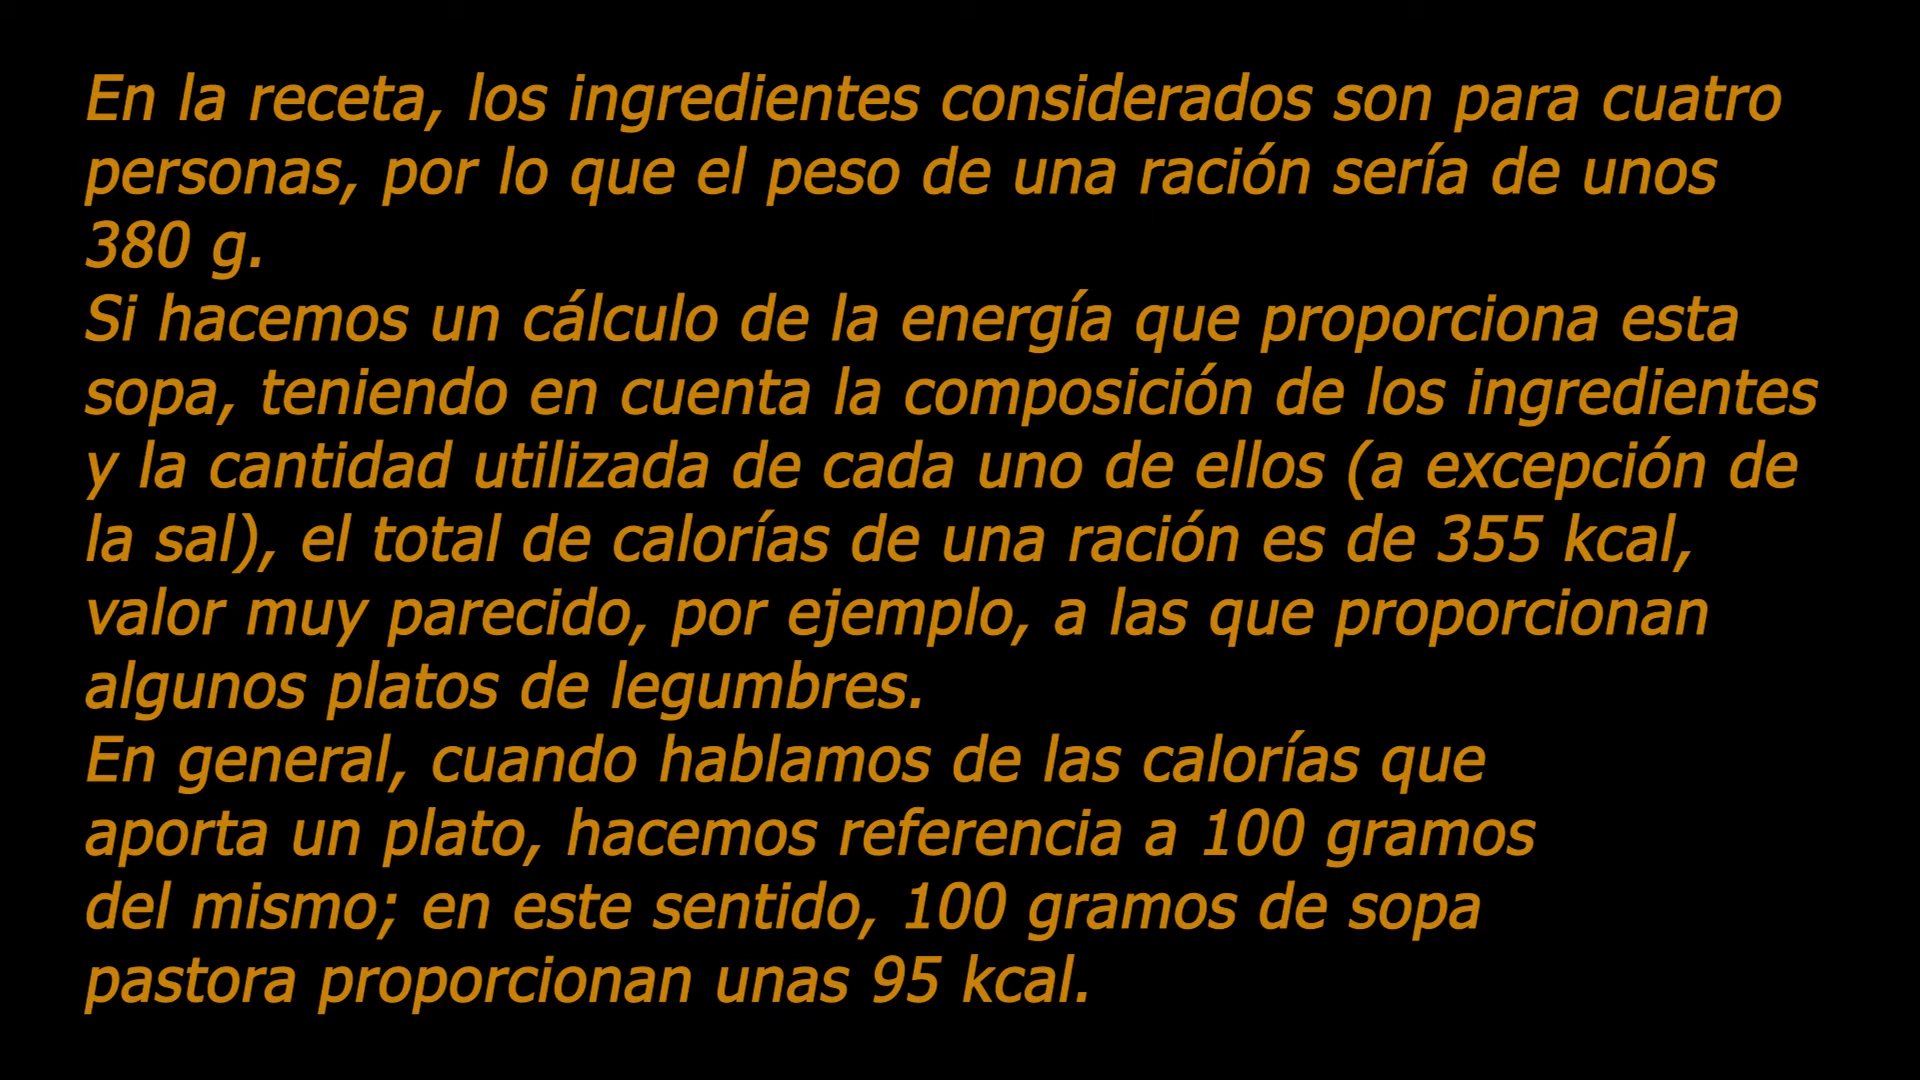 En la receta, los ingredientes considerados son para cuatro
personas, por lo que el peso de una ración sería de unos
380 g.
Si hacemos un cálculo de la energía que proporciona esta
sopa, teniendo en cuenta la composición de los ingredientes
y la cantidad utilizada de cada uno de ellos (a excepción de
la sal), el total de calorías de una ración es de 355 kcal,
valor muy parecido, por ejemplo, a las que proporcionan
algunos platos de legumbres.
En general, cuando hablamos de las calorías que
aporta un plato, hacemos referencia a 100 gramos
del mismo; en este sentido, 100 gramos de sopa
pastora proporcionan unas 95 kcal.